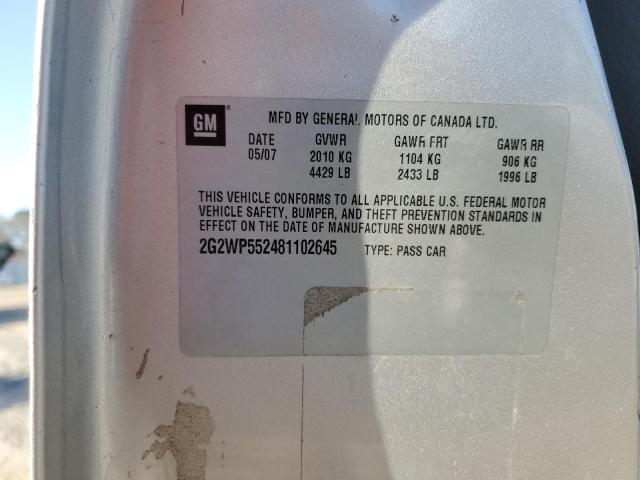 GM
MFD BY GENERAL MOTORS OF CANADA LTD.
DATE GVWR GAWR FRT GAWR RR
05/07 2010 KG 1104 KG 906 KG
4429 LB 2433 LB 1996 LB
THIS VEHICLE CONFORMS TO ALL APPLICABLE U.S. FEDERAL MOTOR
VEHICLE SAFETY, BUMPER, AND THEFT PREVENTION STANDARDS IN
EFFECT ON THE DATE OF MANUFACTURE SHOWN ABOVE.
2G2WP552481102645 TYPE: PASS CAR